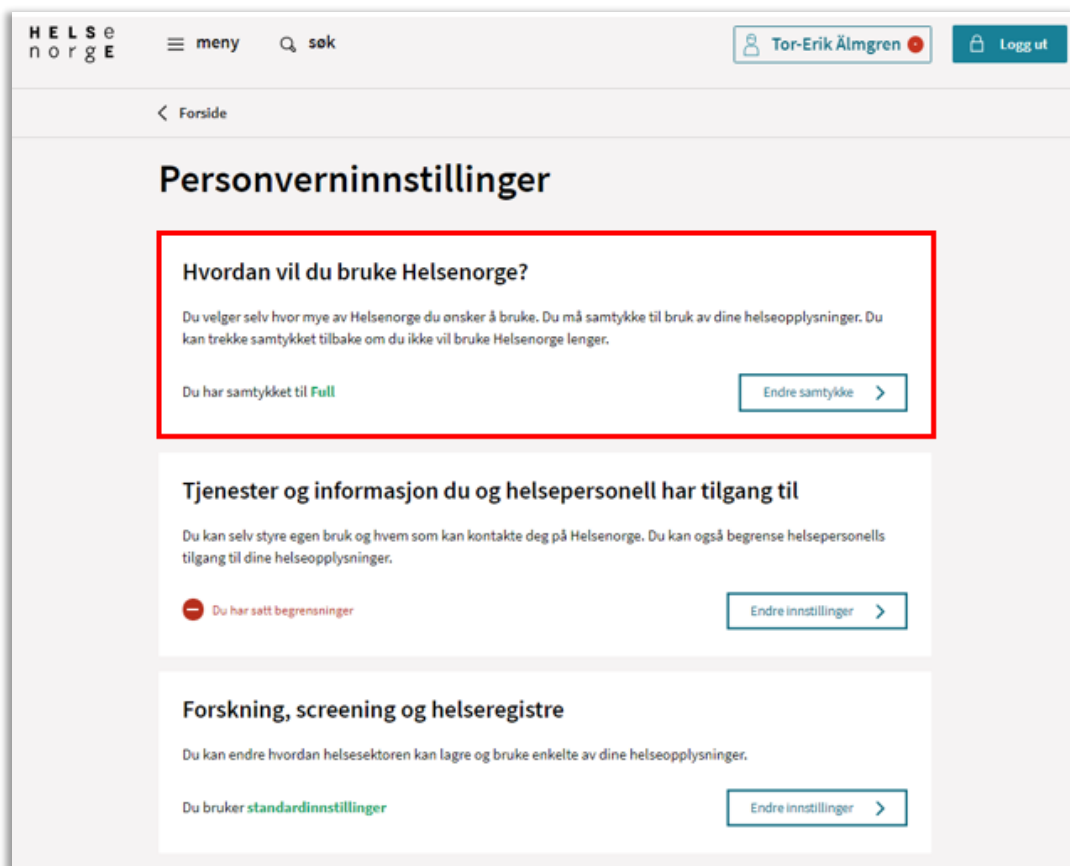 HELSe
norgE
meny
søk
Tor-Erik Älmgren
Logg ut
Forside
Personverninnstillinger
Hvordan vil du bruke Helsenorge?
Du velger selv hvor mye av Helsenorge du ønsker å bruke. Du må samtykke til bruk av dine helseopplysninger. Du
kan trekke samtykket tilbake om du ikke vil bruke Helsenorge lenger.
Du har samtykket til Full
Endre samtykke
Tjenester og informasjon du og helsepersonell har tilgang til
Du kan selv styre egen bruk og hvem som kan kontakte deg på Helsenorge. Du kan også begrense helsepersonells
tilgang til dine helseopplysninger.
Du har satt begrensninger
Endre innstillinger
Forskning, screening og helseregistre
Du kan endre hvordan helsesektoren kan lagre og bruke enkelte av dine helseopplysninger.
Du bruker standardinnstillinger
Endre innstillinger